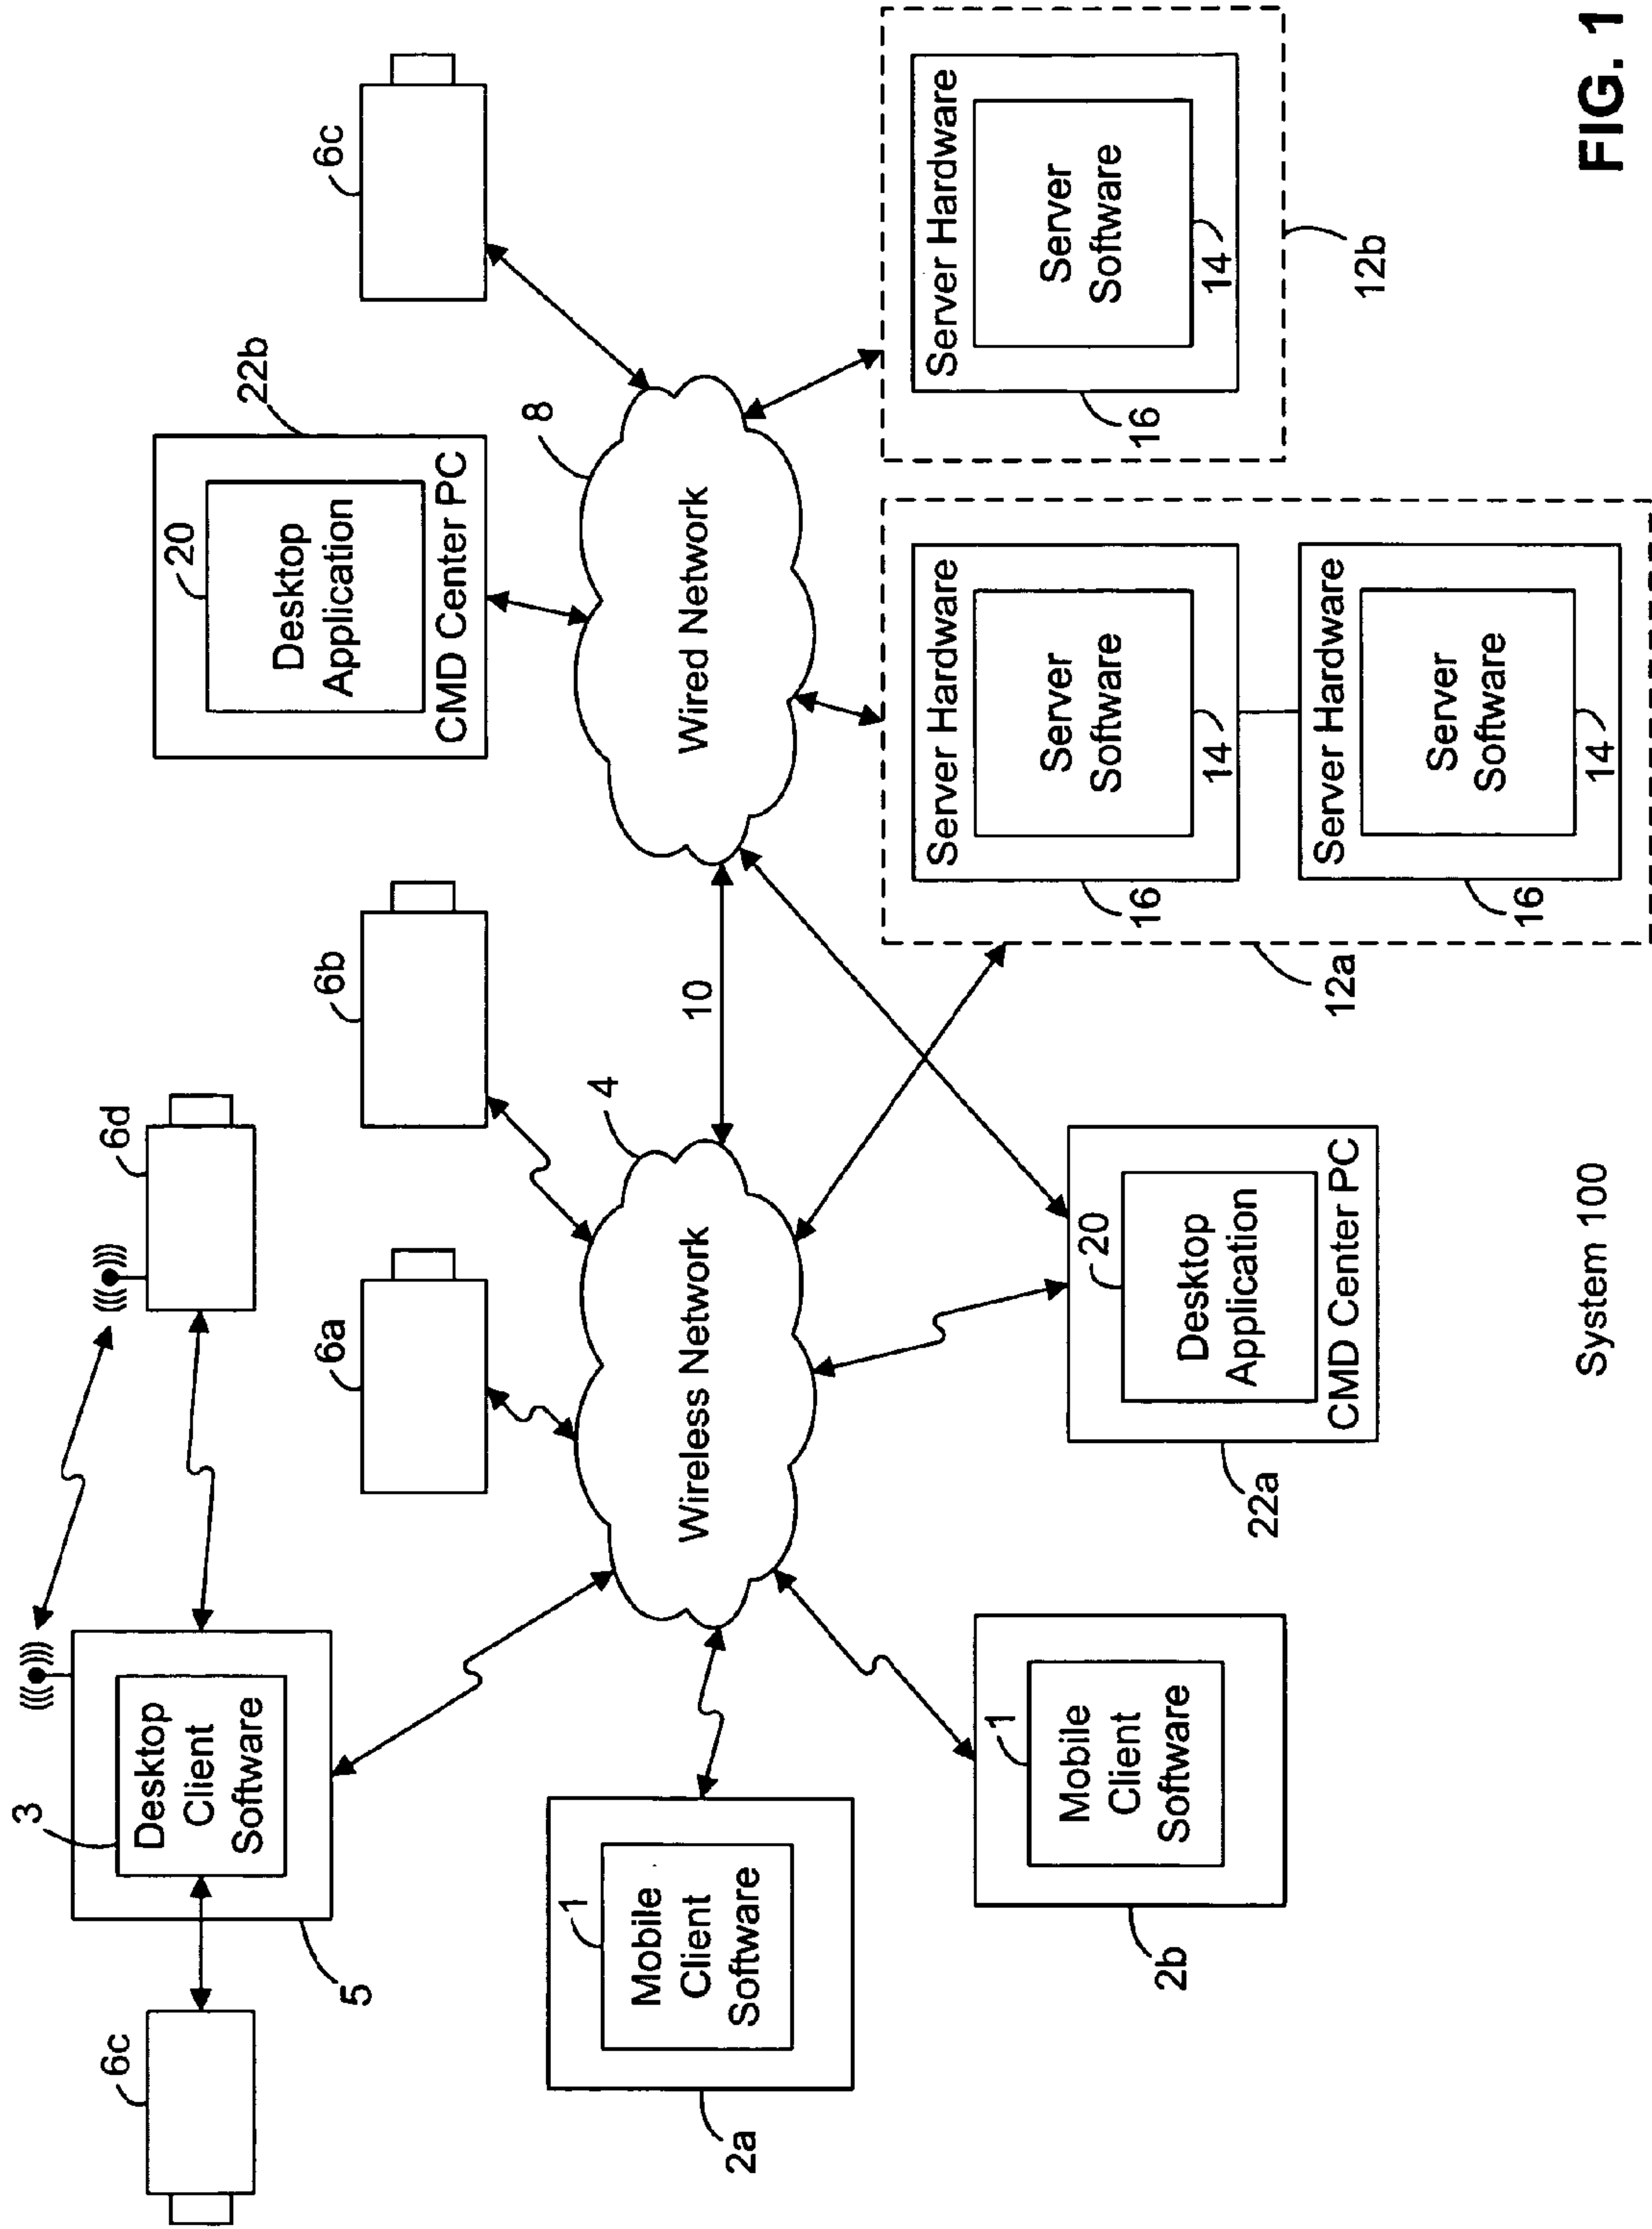 3
Desktop
Client
Software
5
6c
6d
6a
6b
6c
20
Desktop
Application
CMD Center PC
22b
4
Wireless Network
10
8
Wired Network
1
Mobile
Client
Software
2a
1
Mobile
Client
Software
2b
20
Desktop
Application
CMD Center PC
22a
Server Hardware
Server
Software
14
16
Server Hardware
Server
Software
14
16
12a
Server Hardware
Server
Software
14
16
12b
System 100
FIG. 1